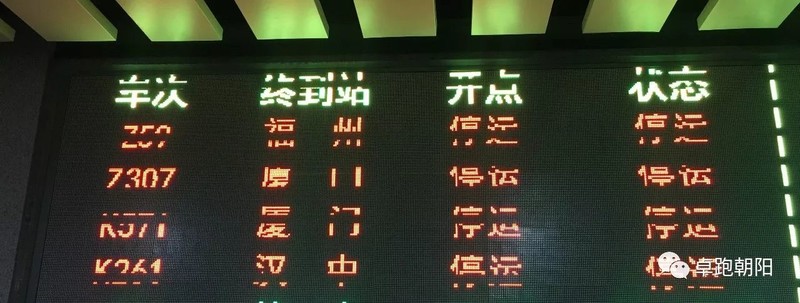 车次 终到站 开点 状态
Z59 福州 停运 停运
Z307 厦门 停运 停运
K571 厦门 停运 停运
K261 汉中 停运 停运
卓跑朝阳